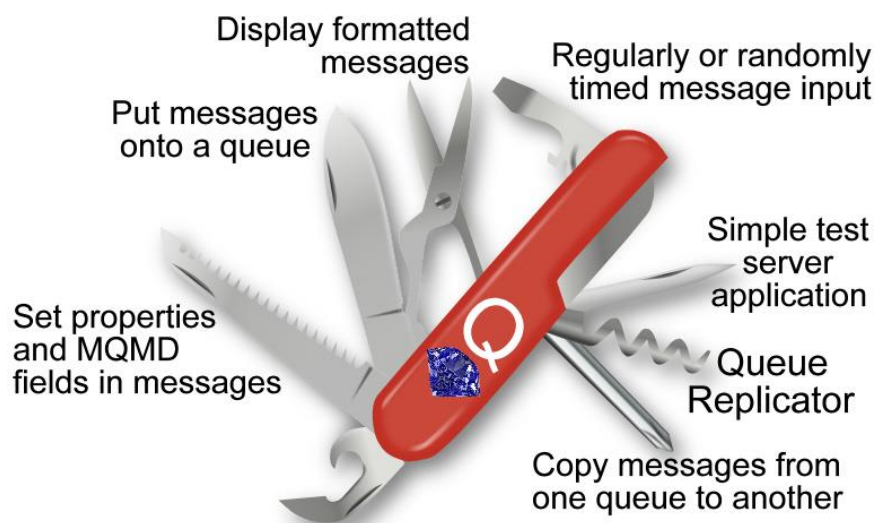 Display formatted
messages
Regularly or randomly
timed message input
Put messages
onto a queue
Simple test
server
application
Set properties
and MQMD
fields in messages
Q
Queue
Replicator
Copy messages from
one queue to another